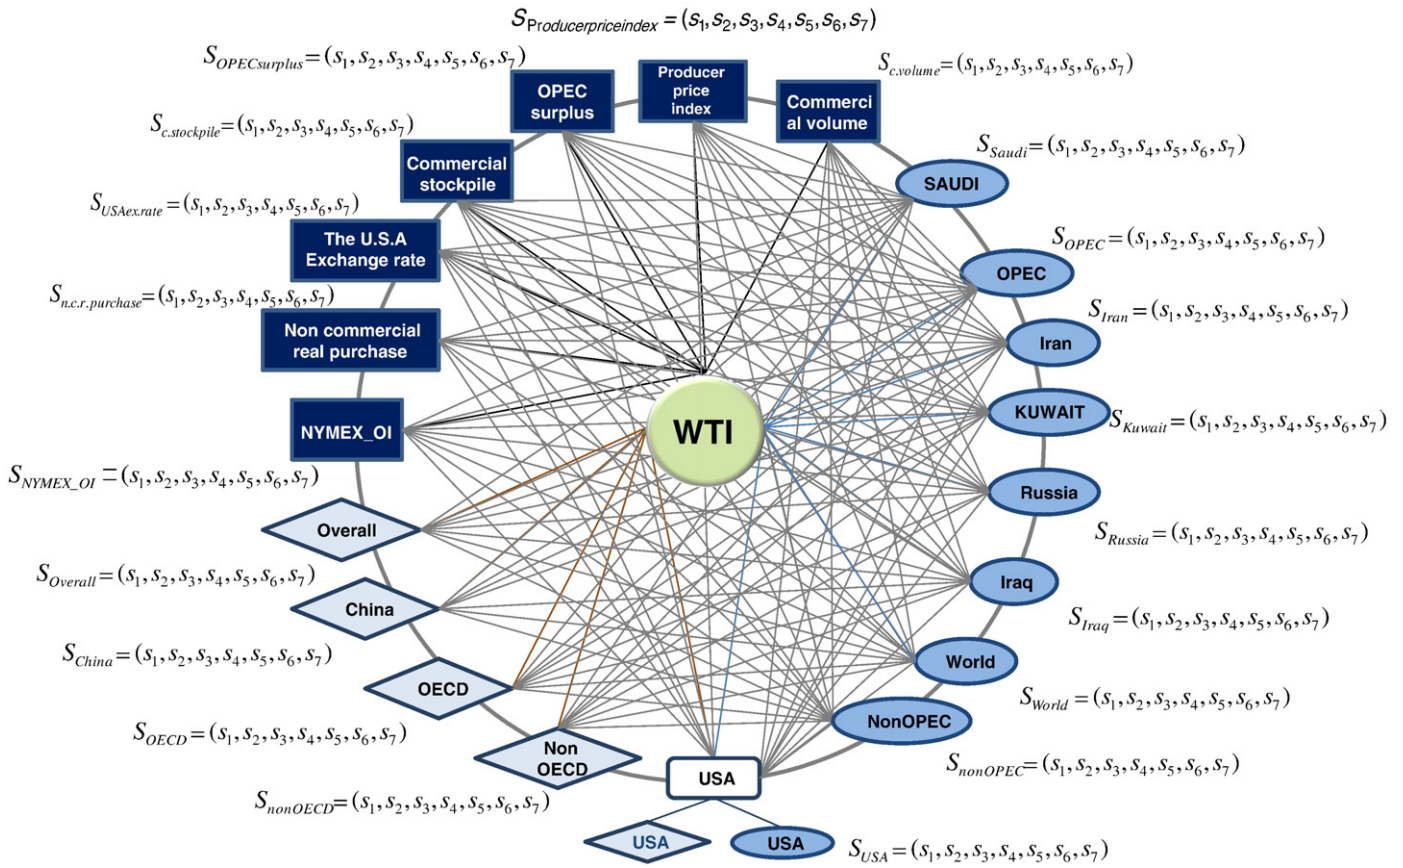 S_Producerpriceindex = (s1, s2, s3, s4, s5, s6, s7)
S_OPECsurplus = (s1, s2, s3, s4, s5, s6, s7)
S_c.volume = (s1, s2, s3, s4, s5, s6, s7)
Producer
price
index
OPEC
surplus
Commerci
al volume
S_c.stockpile = (s1, s2, s3, s4, s5, s6, s7)
S_Saudi = (s1, s2, s3, s4, s5, s6, s7)
Commercial
stockpile
SAUDI
S_USAex.rate = (s1, s2, s3, s4, s5, s6, s7)
The U.S.A
Exchange rate
S_OPEC = (s1, s2, s3, s4, s5, s6, s7)
OPEC
S_n.c.r.purchase = (s1, s2, s3, s4, s5, s6, s7)
S_Iran = (s1, s2, s3, s4, s5, s6, s7)
Non commercial
real purchase
Iran
KUWAIT
S_Kuwait = (s1, s2, s3, s4, s5, s6, s7)
NYMEX_OI
WTI
S_NYMEX_OI = (s1, s2, s3, s4, s5, s6, s7)
Russia
Overall
S_Russia = (s1, s2, s3, s4, s5, s6, s7)
S_Overall = (s1, s2, s3, s4, s5, s6, s7)
Iraq
China
S_Iraq = (s1, s2, s3, s4, s5, s6, s7)
S_China = (s1, s2, s3, s4, s5, s6, s7)
World
OECD
S_World = (s1, s2, s3, s4, s5, s6, s7)
NonOPEC
S_OECD = (s1, s2, s3, s4, s5, s6, s7)
Non
OECD
S_nonOPEC = (s1, s2, s3, s4, s5, s6, s7)
USA
S_nonOECD = (s1, s2, s3, s4, s5, s6, s7)
USA
USA
S_USA = (s1, s2, s3, s4, s5, s6, s7)